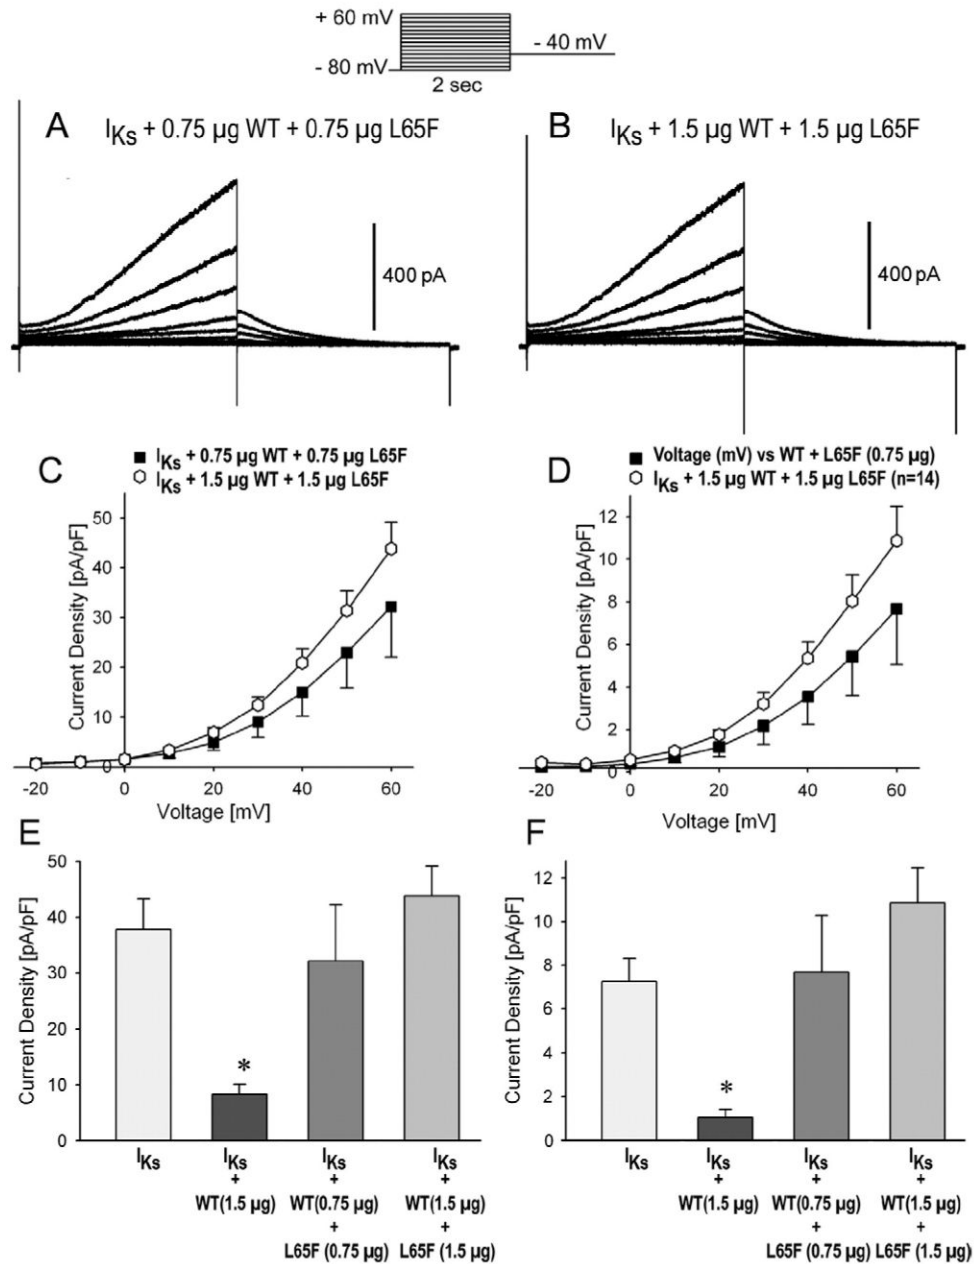 + 60 mV
- 40 mV
- 80 mV
2 sec
A
IKs + 0.75 µg WT + 0.75 µg L65F
B
IKs + 1.5 µg WT + 1.5 µg L65F
400 pA
400 pA
C
IKs + 0.75 µg WT + 0.75 µg L65F
IKs + 1.5 µg WT + 1.5 µg L65F
Current Density [pA/pF]
50
40
30
20
10
0
-20 0 20 40 60
Voltage [mV]
D
Voltage (mV) vs WT + L65F (0.75 µg)
IKs + 1.5 µg WT + 1.5 µg L65F (n=14)
Current Density [pA/pF]
12
10
8
6
4
2
0
-20 0 20 40 60
Voltage [mV]
E
Current Density [pA/pF]
50
40
30
20
10
0
*
IKs IKs IKs IKs
+ + +
WT(1.5 µg) WT(0.75 µg) WT(1.5 µg)
+ +
L65F (0.75 µg) L65F (1.5 µg)
F
Current Density [pA/pF]
12
10
8
6
4
2
0
*
IKs IKs IKs IKs
+ + +
WT(1.5 µg) WT(0.75 µg) WT(1.5 µg)
+ +
L65F (0.75 µg) L65F (1.5 µg)